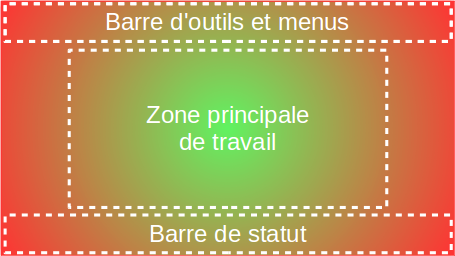 Barre d'outils et menus
Zone principale
de travail
Barre de statut